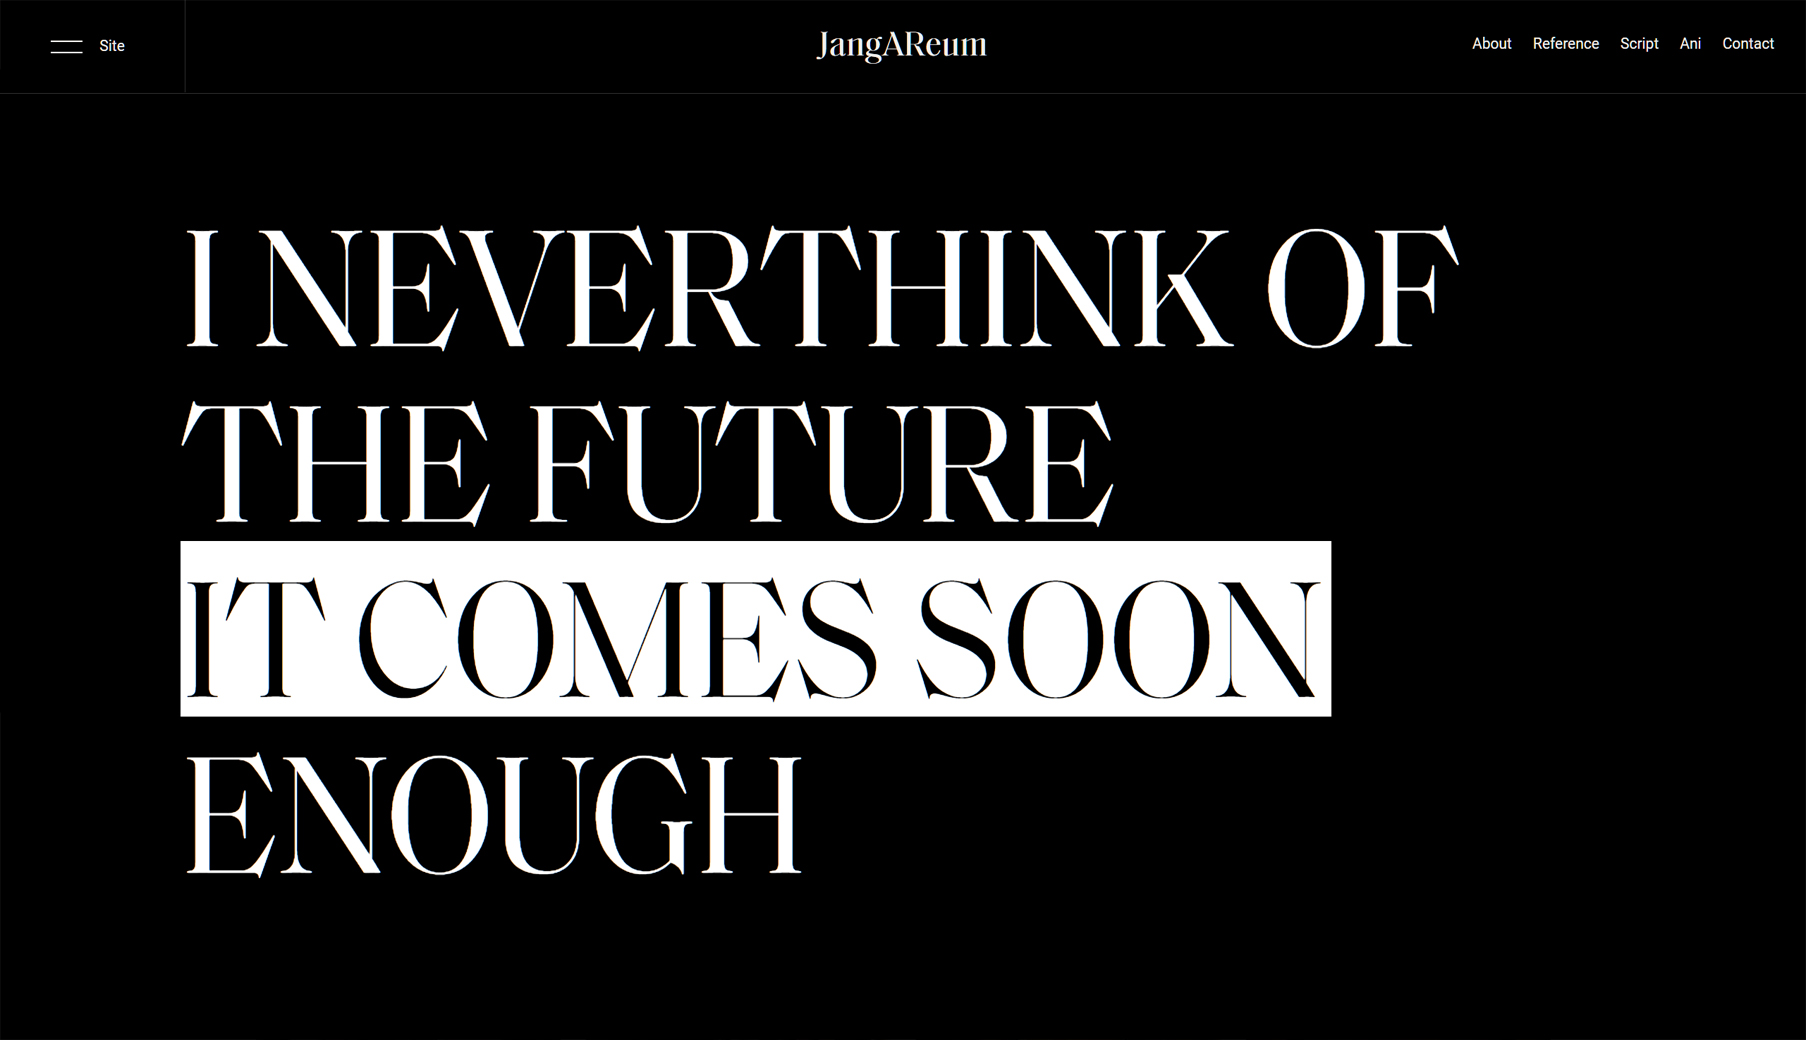 Site
JangAReum
About Reference Script Ani Contact
I NEVERTHINK OF
THE FUTURE
IT COMES SOON
ENOUGH